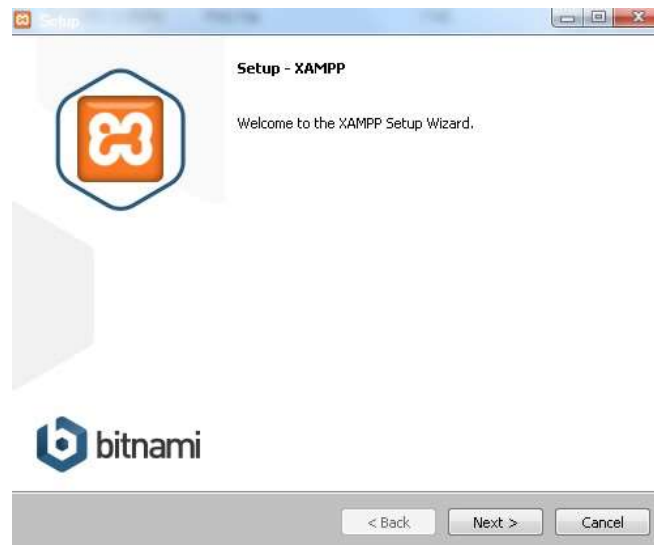 Setup
Setup - XAMPP
Welcome to the XAMPP Setup Wizard.
bitnami
< Back
Next >
Cancel